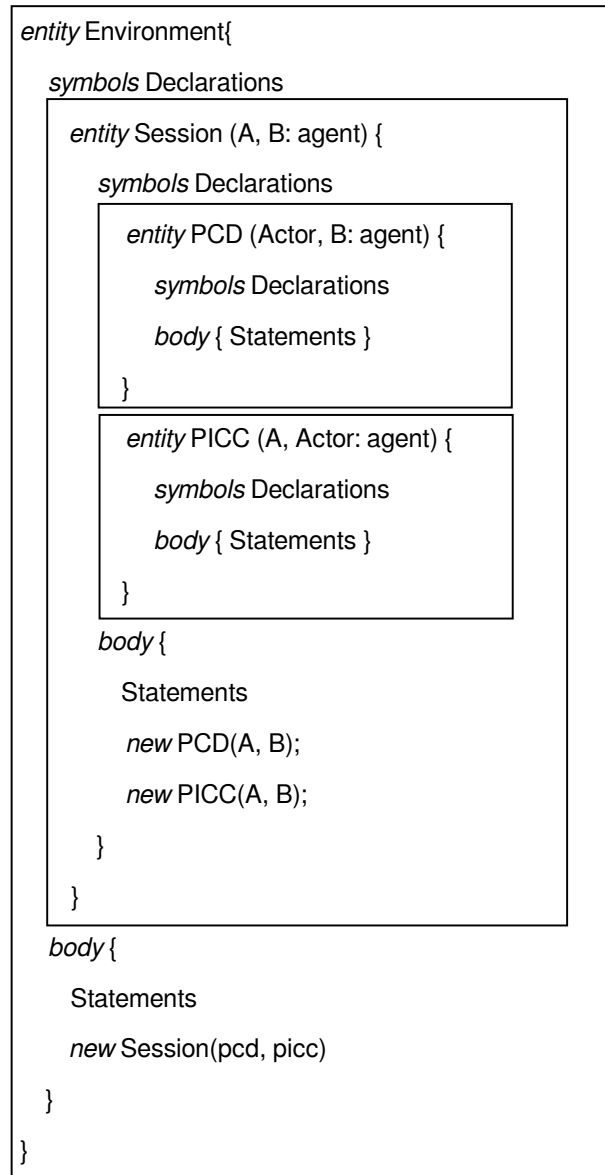 entity Environment{
symbols Declarations
entity Session (A, B: agent) {
symbols Declarations
entity PCD (Actor, B: agent) {
symbols Declarations
body { Statements }
}
entity PICC (A, Actor: agent) {
symbols Declarations
body { Statements }
}
body {
Statements
new PCD(A, B);
new PICC(A, B);
}
}
body {
Statements
new Session(pcd, picc)
}
}